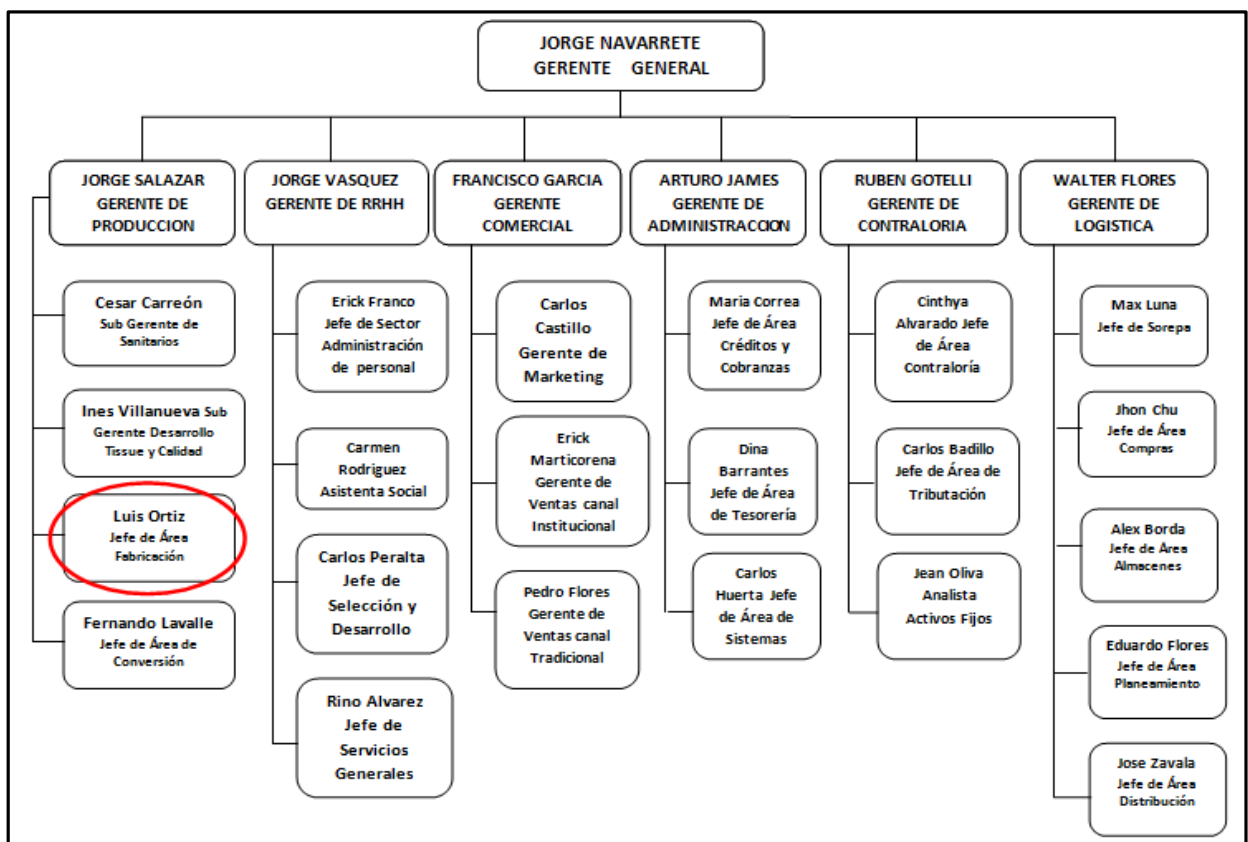 JORGE NAVARRETE
GERENTE GENERAL
JORGE SALAZAR
GERENTE DE
PRODUCCION
JORGE VASQUEZ
GERENTE DE RRHH
FRANCISCO GARCIA
GERENTE
COMERCIAL
ARTURO JAMES
GERENTE DE
ADMINISTRACCION
RUBEN GOTELLI
GERENTE DE
CONTRALORIA
WALTER FLORES
GERENTE DE
LOGISTICA
Cesar Carreón
Sub Gerente de
Sanitarios
Ines Villanueva Sub
Gerente Desarrollo
Tissue y Calidad
Luis Ortiz
Jefe de Área
Fabricación
Fernando Lavalle
Jefe de Área de
Conversión
Erick Franco
Jefe de Sector
Administración
de personal
Carmen
Rodriguez
Asistenta Social
Carlos Peralta
Jefe de
Selección y
Desarrollo
Rino Alvarez
Jefe de
Servicios
Generales
Carlos
Castillo
Gerente de
Marketing
Erick
Marticorena
Gerente de
Ventas canal
Institucional
Pedro Flores
Gerente de
Ventas canal
Tradicional
Maria Correa
Jefe de Área
Créditos y
Cobranzas
Dina
Barrantes
Jefe de Área
de Tesorería
Carlos
Huerta Jefe
de Área de
Sistemas
Cinthya
Alvarado Jefe
de Área
Contraloría
Carlos Badillo
Jefe de Área de
Tributación
Jean Oliva
Analista
Activos Fijos
Max Luna
Jefe de Sorepa
Jhon Chu
Jefe de Área
Compras
Alex Borda
Jefe de Área
Almacenes
Eduardo Flores
Jefe de Área
Planeamiento
Jose Zavala
Jefe de Área
Distribución